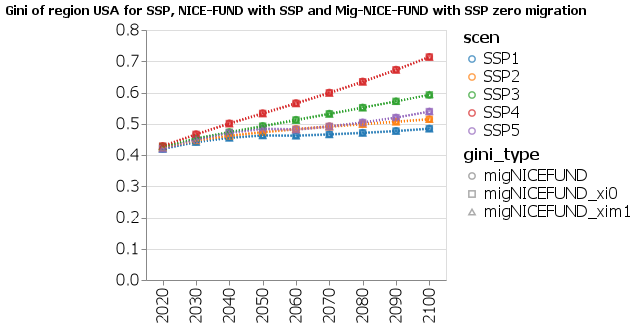 Gini of region USA for SSP, NICE-FUND with SSP and Mig-NICE-FUND with SSP zero migration
0.8
0.7
0.6
0.5
0.4
0.3
0.2
0.1
0.0
2020
2030
2040
2050
2060
2070
2080
2090
2100
scen
SSP1
SSP2
SSP3
SSP4
SSP5
gini_type
migNICEFUND
migNICEFUND_xi0
migNICEFUND_xim1